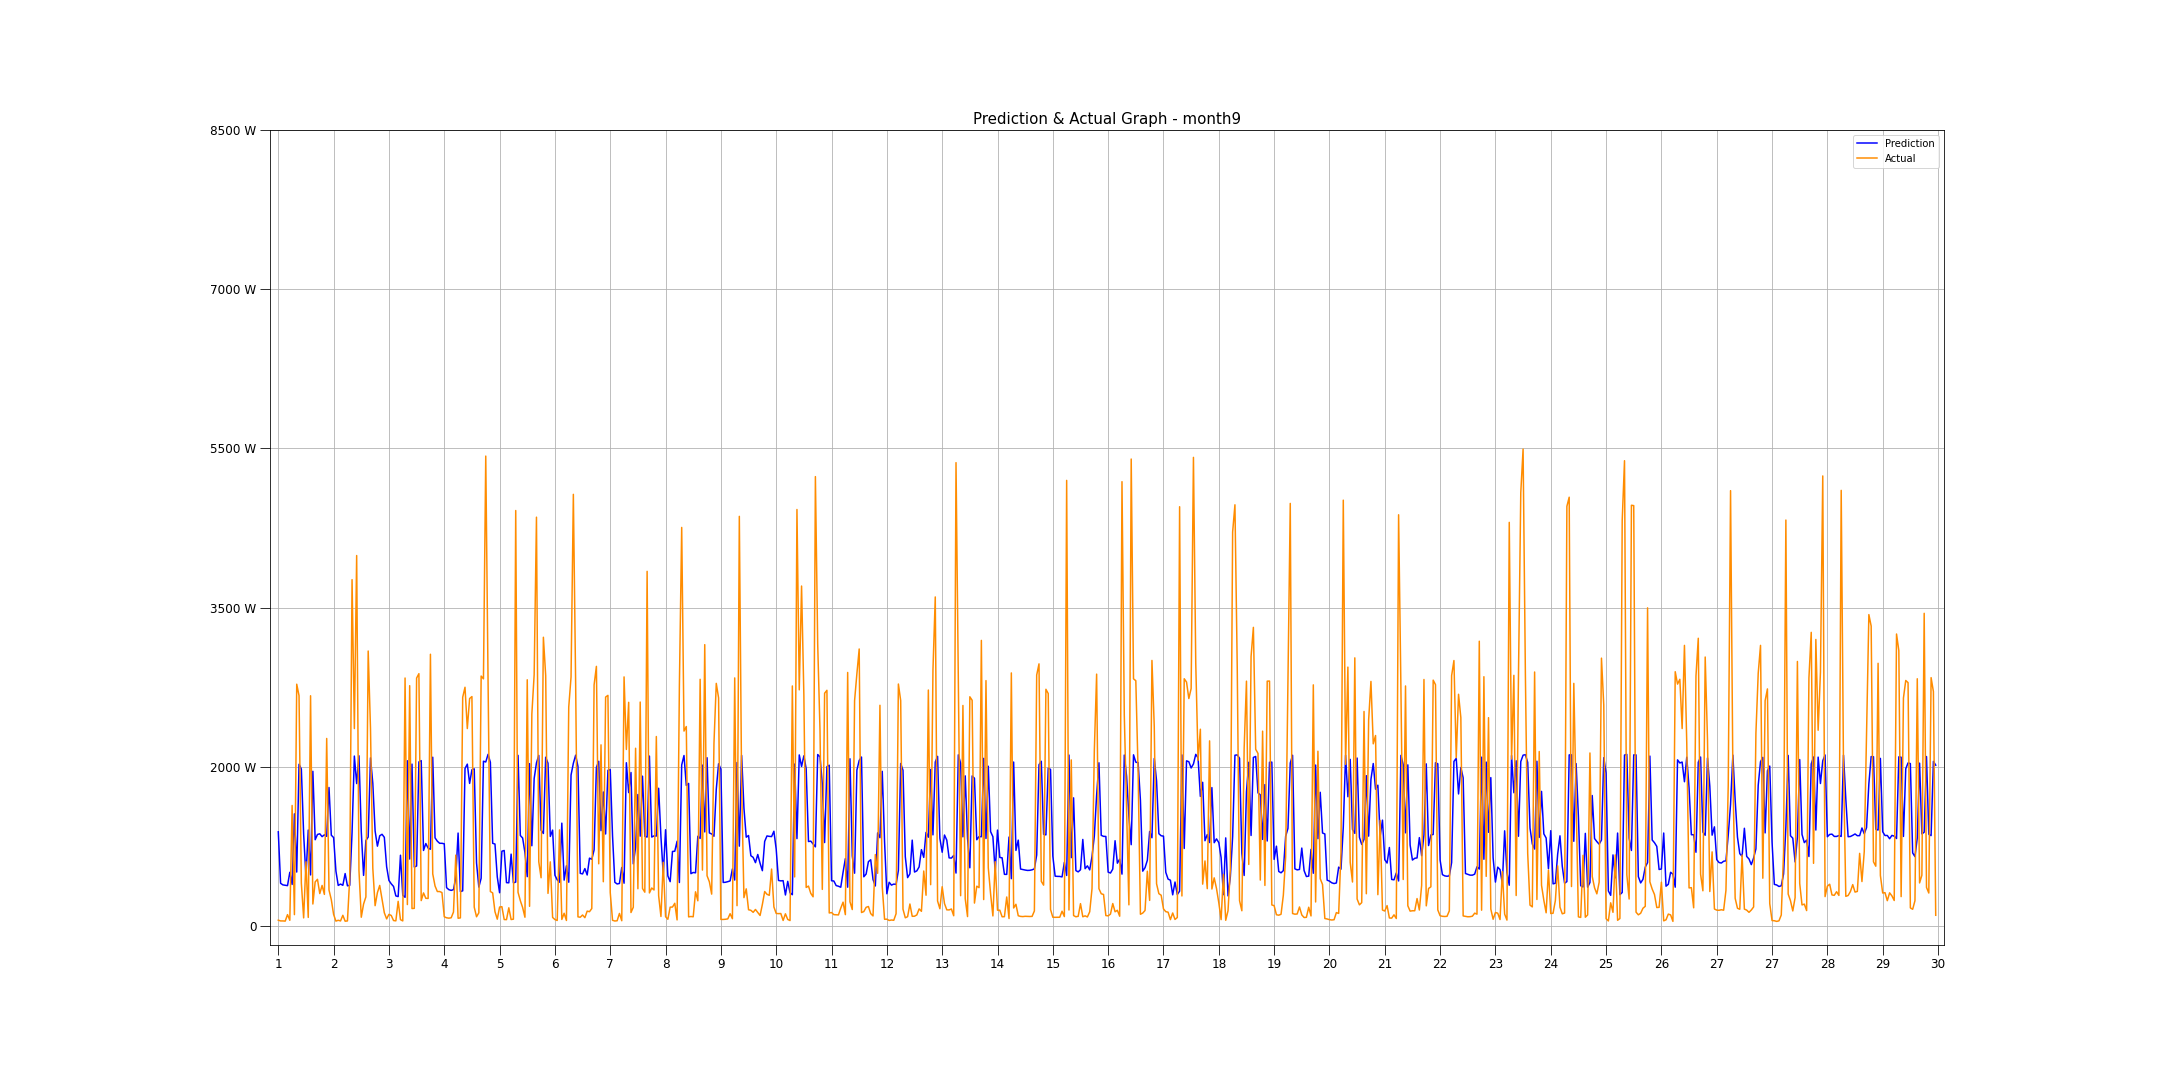 Prediction & Actual Graph - month9
8500 W
Prediction
Actual
7000 W
5500 W
3500 W
2000 W
0
1 2 3 4 5 6 7 8 9 10 11 12 13 14 15 16 17 18 19 20 21 22 23 24 25 26 27 27 28 29 30